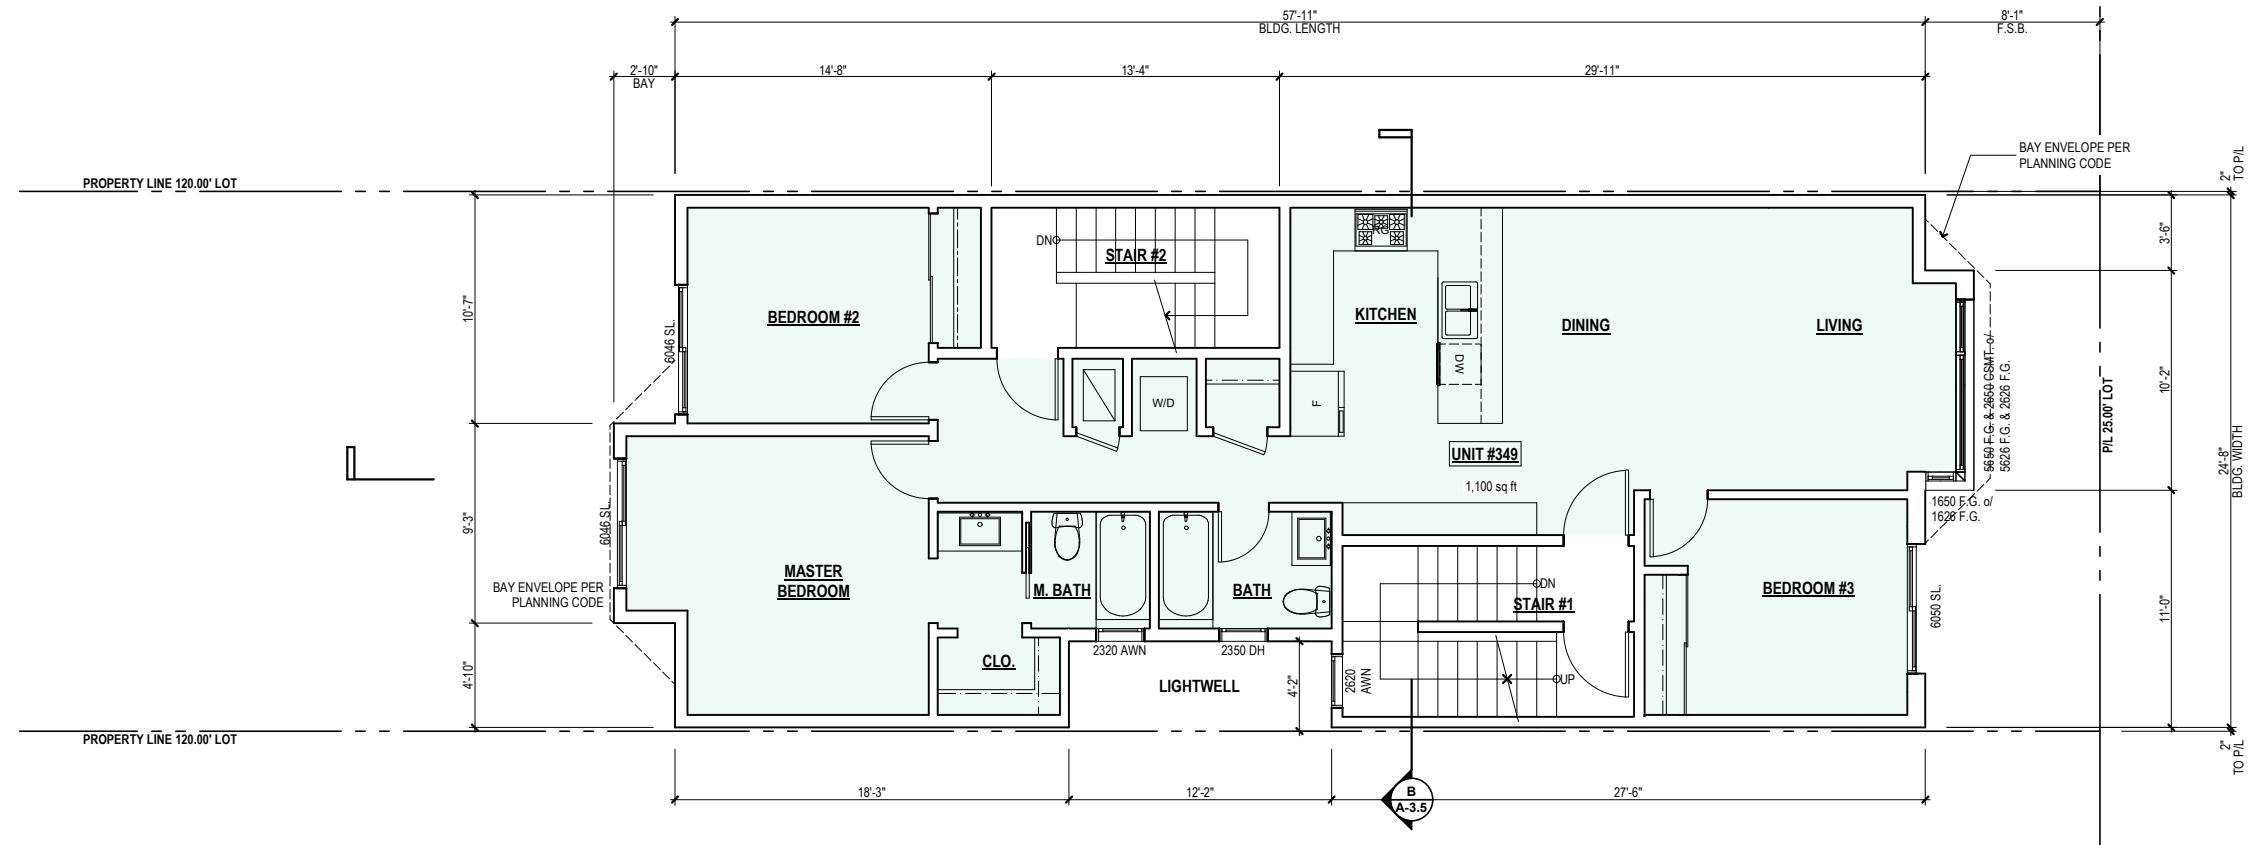 57'-11"
BLDG. LENGTH
8'-1"
F.S.B.
2'-10"
BAY
14'-8"
13'-4"
29'-11"
BAY ENVELOPE PER
PLANNING CODE
2"
TO P/L
PROPERTY LINE 120.00' LOT
3'-6"
DN
STAIR #2
RG
10'-7"
BEDROOM #2
KITCHEN
DINING
LIVING
6046 SL.
DW
W/D
F
5650 F.G. & 2650 CSMT. o/
5626 F.G. & 2626 F.G.
10'-2"
P/L 25.00' LOT
24'-8"
BLDG. WIDTH
UNIT #349
1,100 sq ft
1650 F.G. o/
1626 F.G.
9'-3"
6046 SL.
BAY ENVELOPE PER
PLANNING CODE
MASTER
BEDROOM
M. BATH
BATH
DN
STAIR #1
BEDROOM #3
6050 SL.
11'-0"
2320 AWN
2350 DH
CLO.
4'-10"
LIGHTWELL
4'-2"
2620
AWN
UP
PROPERTY LINE 120.00' LOT
2"
TO P/L
18'-3"
12'-2"
B
A-3.5
27'-6"